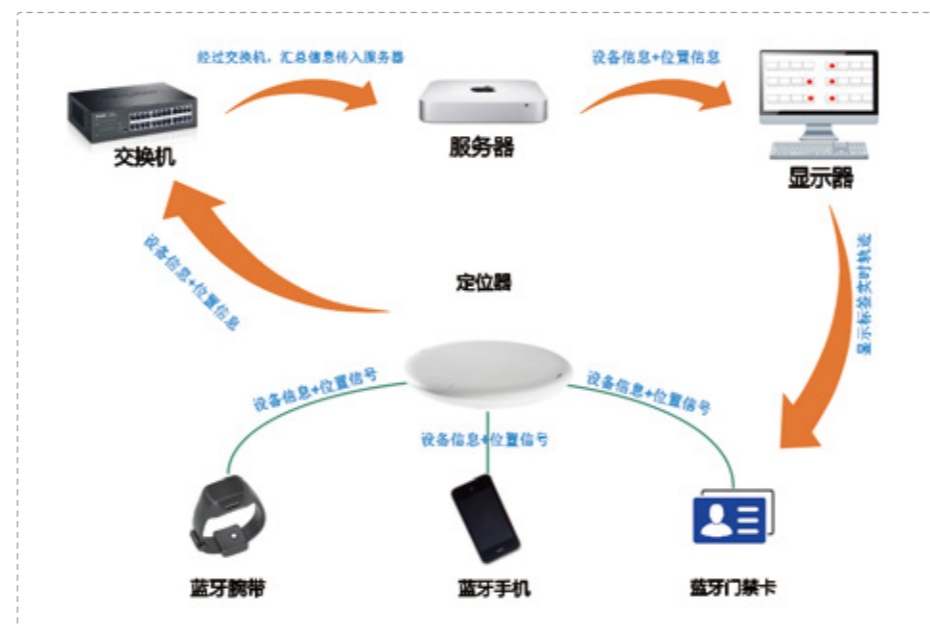 经过交换机，汇总信息传入服务器
设备信息+位置信息
交换机
服务器
显示器
设备信息+位置信息
定位器
显示标签实时轨迹
设备信息+位置信号
设备信息+位置信号
设备信息+位置信号
蓝牙腕带
蓝牙手机
蓝牙门禁卡